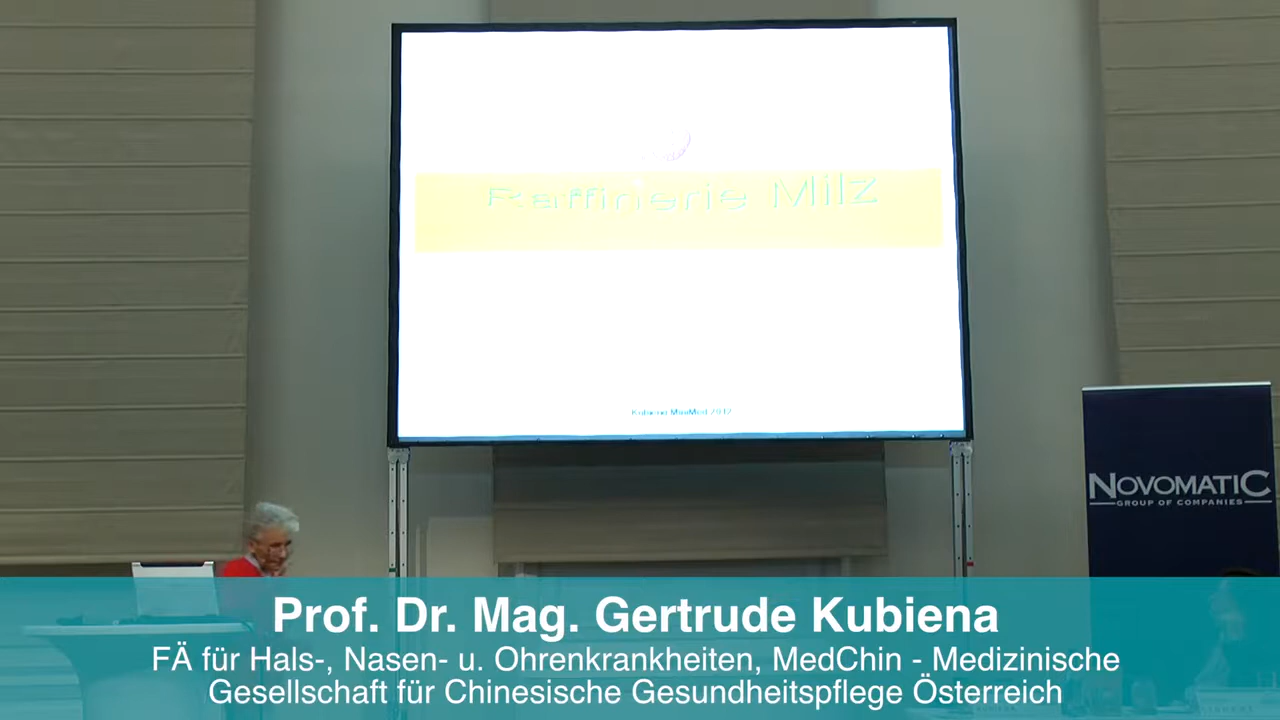 Raffinerie Milz
Kubiena MiniMed 2012
NOVOMATIC
GROUP OF COMPANIES
Prof. Dr. Mag. Gertrude Kubiena
FÄ für Hals-, Nasen- u. Ohrenkrankheiten, MedChin - Medizinische
Gesellschaft für Chinesische Gesundheitspflege Österreich